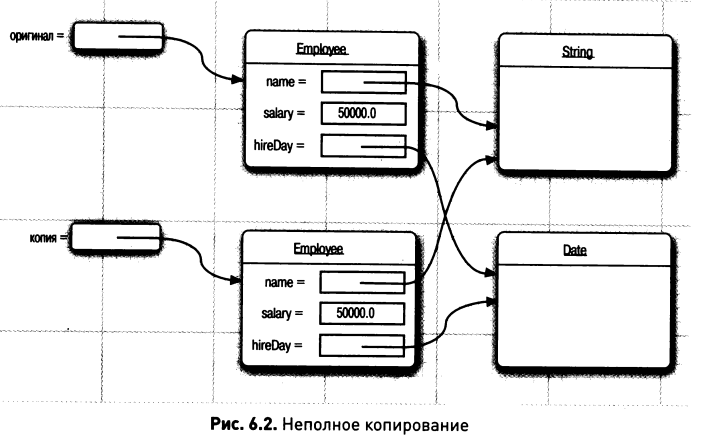 оригинал =
Employee
name =
salary = 50000.0
hireDay =
String
копия =
Employee
name =
salary = 50000.0
hireDay =
Date
Рис. 6.2. Неполное копирование